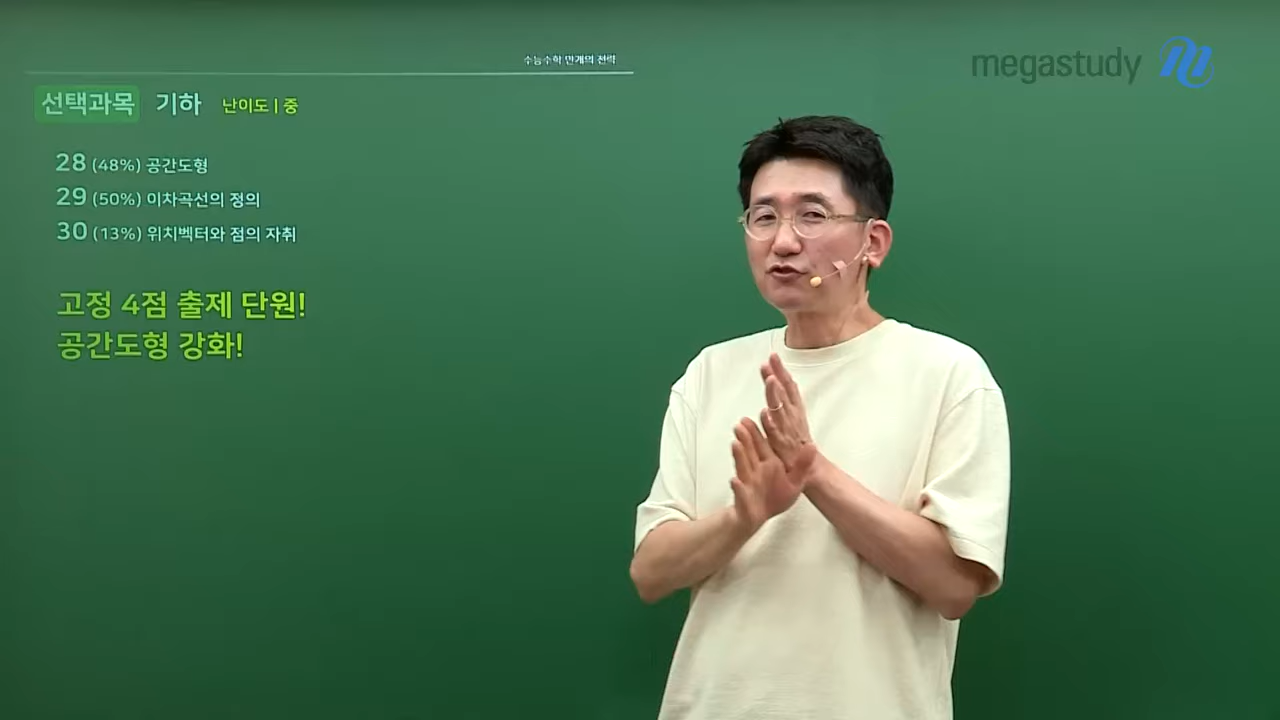 수능수학 만계의 전략
megastudy
선택과목 기하 난이도 | 중
28 (48%) 공간도형
29 (50%) 이차곡선의 정의
30 (13%) 위치벡터와 점의 자취
고정 4점 출제 단원!
공간도형 강화!